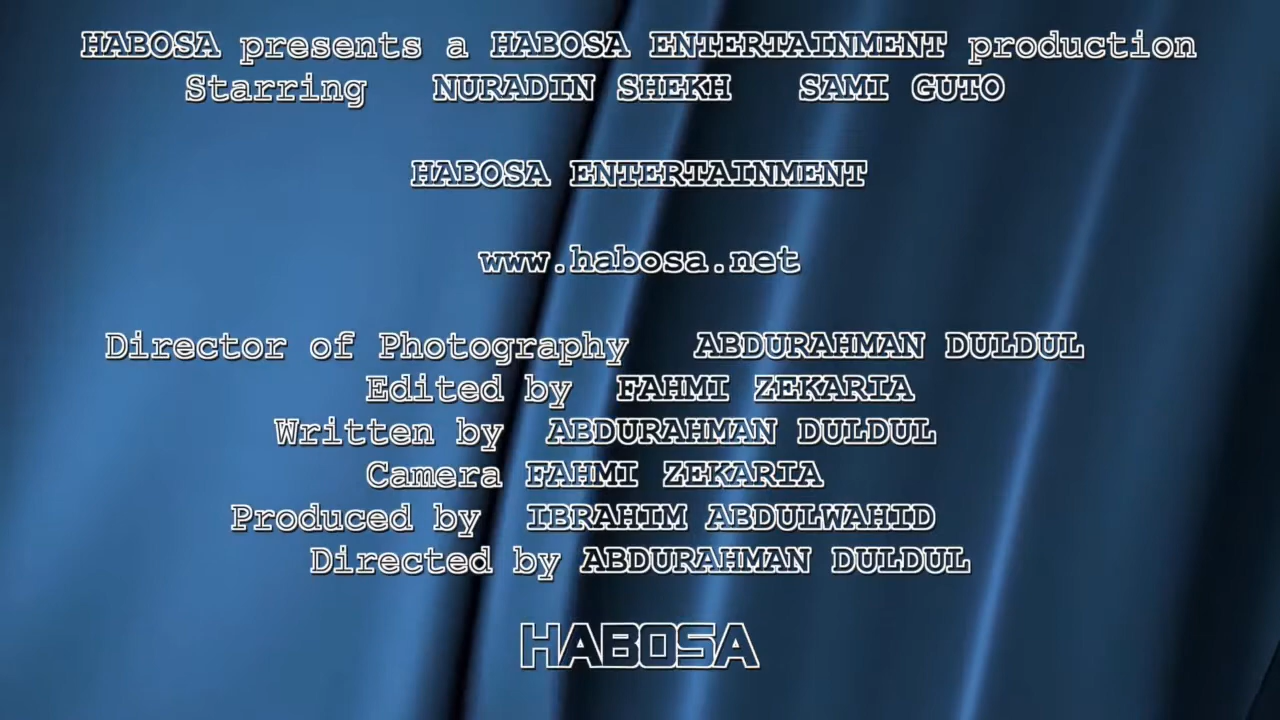 HABOSA presents a HABOSA ENTERTAINMENT production
Starring NURADIN SHEKH SAMI GUTO
HABOSA ENTERTAINMENT
www.habosa.net
Director of Photography ABDURAHMAN DULDUL
Edited by FAHMI ZEKARIA
Written by ABDURAHMAN DULDUL
Camera FAHMI ZEKARIA
Produced by IBRAHIM ABDULWAHID
Directed by ABDURAHMAN DULDUL
HABOSA